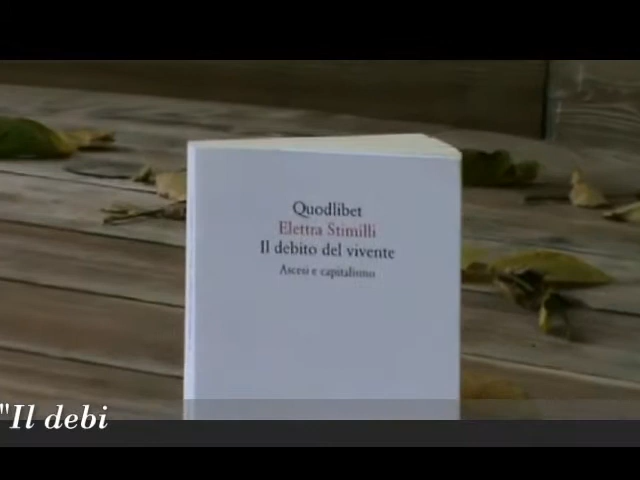 Quodlibet
Elettra Stimilli
Il debito del vivente
Ascesi e capitalismo
"Il debi